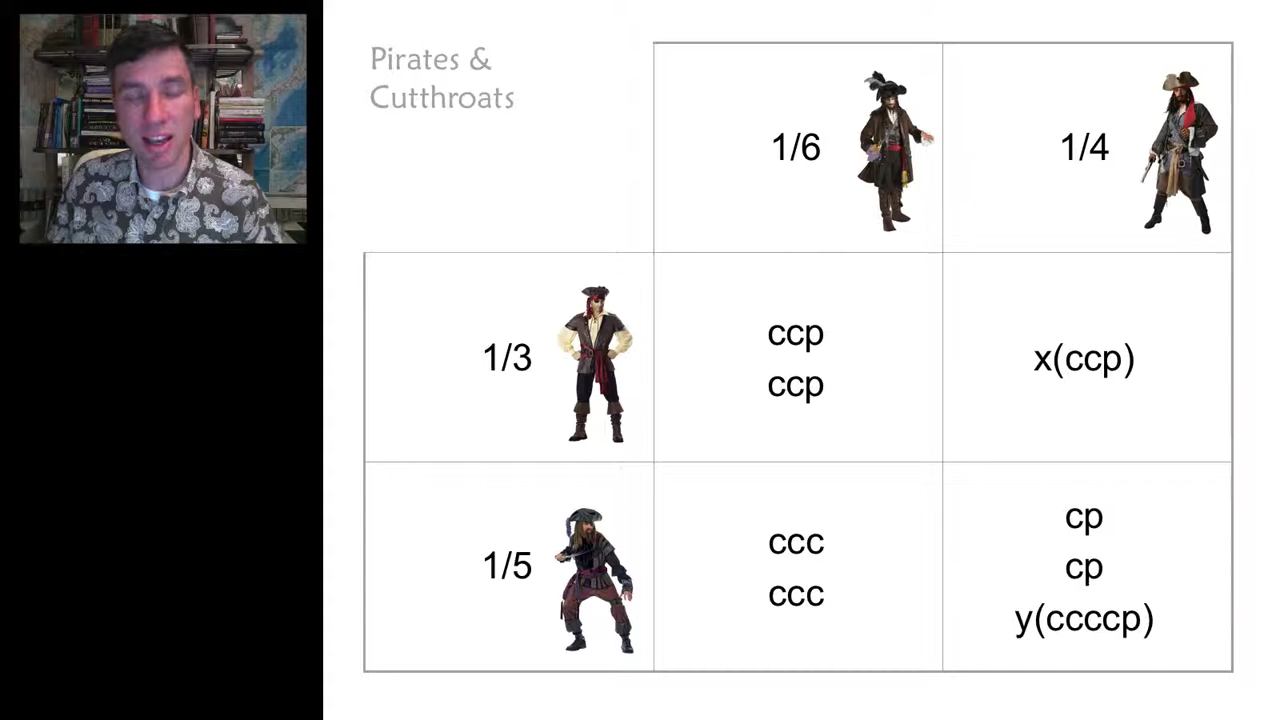 Pirates &
Cutthroats
1/6
1/4
1/3
ccp
ccp
x(ccp)
1/5
ccc
ccc
cp
cp
y(ccccp)